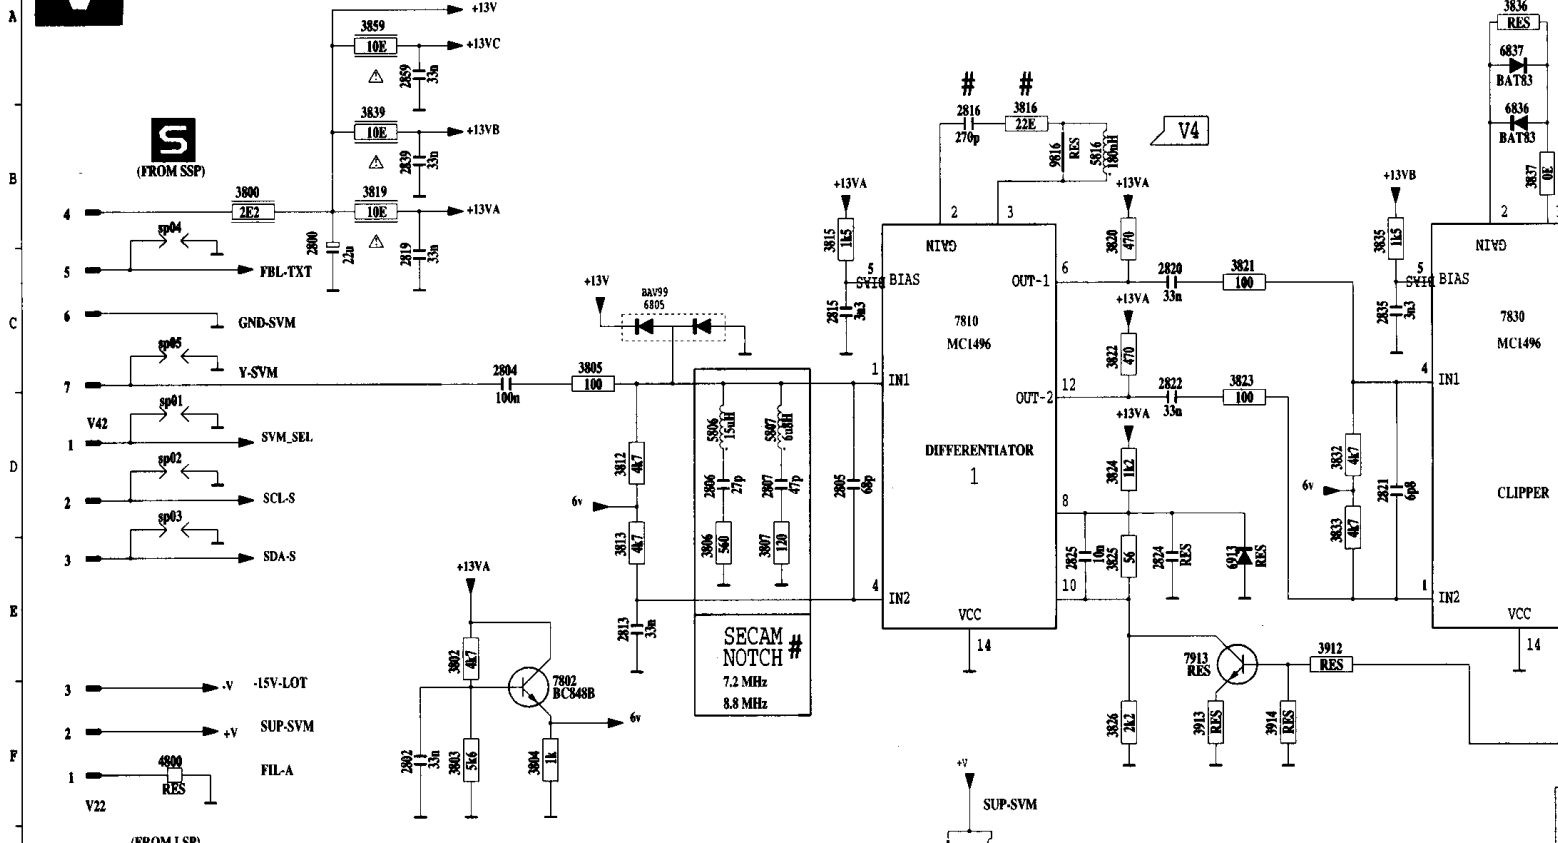 A
V
3859
10E
+13V
+13VC
2859
33n
3839
10E
+13VB
2839
33n
S
(FROM SSP)
B
3800
2E2
3819
10E
+13VA
2819
33n
2800
22u
4
sp04
5
FBL-TXT
C
6
GND-SVM
sp05
7
Y-SVM
V42
sp01
1
SVM_SEL
D
sp02
2
SCL-S
sp03
3
SDA-S
E
3
-V
-15V-LOT
2
+V
SUP-SVM
F
1
4800
RES
FIL-A
V22
(FROM LSP)
2804
100n
3805
100
+13V
BAV99
6805
3812
4k7
6v
3813
4k7
2813
33n
+13VA
3802
4k7
7802
BC848B
6v
2802
33n
3803
5k6
3804
1k
5806
15uH
5807
6u8H
2806
27p
2807
47p
3806
560
3807
120
SECAM
NOTCH #
7.2 MHz
8.8 MHz
2805
68p
# #
2816
270p
3816
22E
9816
RES
5816
180nH
V4
+13VA
3815
1k5
2815
3n3
5
BIAS
2
3
GAIN
7810
MC1496
1
IN1
4
IN2
OUT-1
6
OUT-2
12
DIFFERENTIATOR
1
8
10
VCC
14
+13VA
3820
470
2820
33n
3821
100
+13VA
3822
470
2822
33n
3823
100
+13VA
3824
1k2
2825
10n
3825
56
2824
RES
6913
RES
7913
RES
3912
RES
3826
2k2
3913
RES
3914
RES
+V
SUP-SVM
+13VB
3835
1k5
2835
3n3
5
BIAS
2
GAIN
7830
MC1496
4
IN1
CLIPPER
1
IN2
VCC
14
3832
4k7
6v
3833
4k7
2821
6p8
3836
RES
6837
BAT83
6836
BAT83
3837
0E